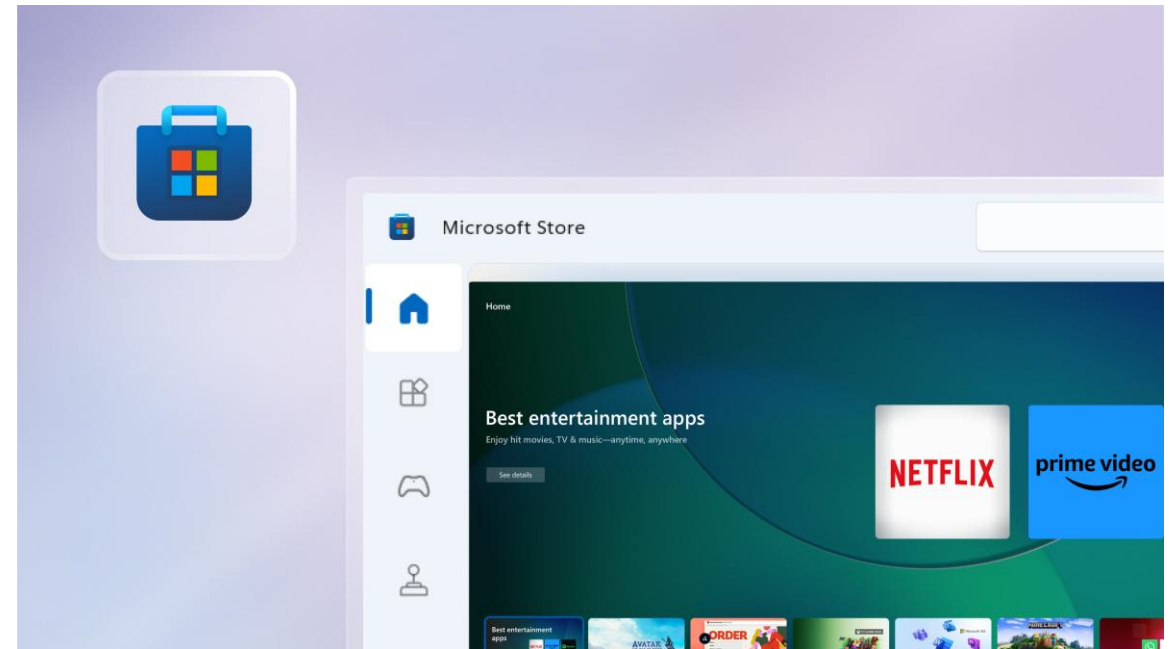 Microsoft Store
Home
Best entertainment apps
Enjoy hit movies, TV & music—anytime, anywhere
See details
NETFLIX
prime video
Best entertainment
apps
AVATAR
ORDER
MINECRAFT